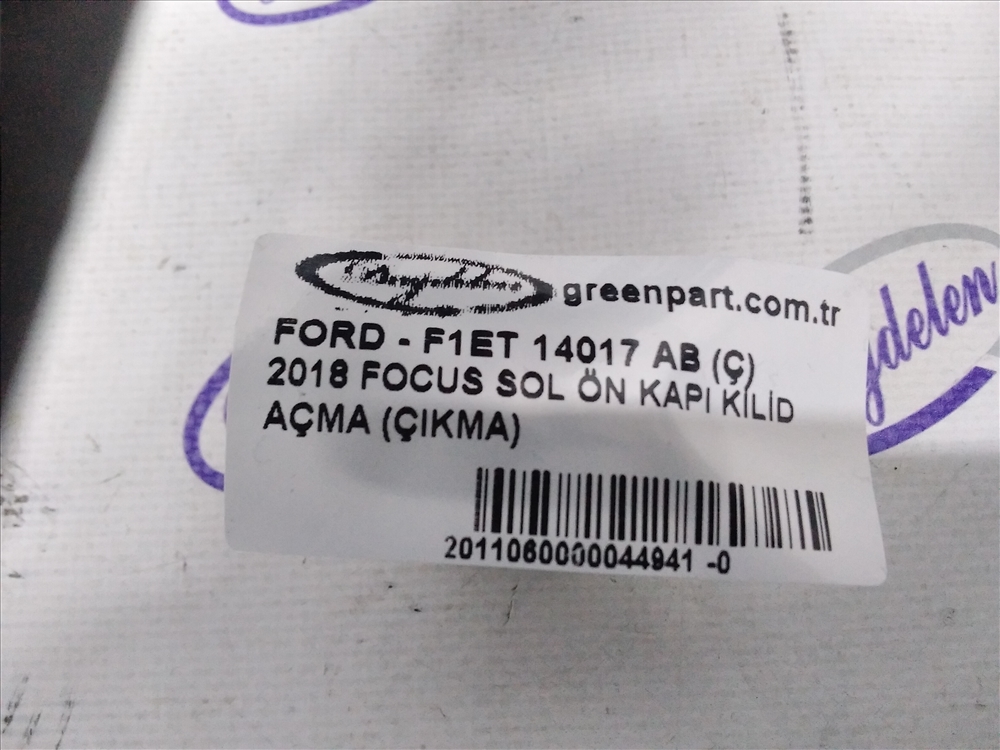 greenpart.com.tr
FORD - F1ET 14017 AB (Ç)
2018 FOCUS SOL ÖN KAPI KİLİD
AÇMA (ÇIKMA)
2011060000044941 -0